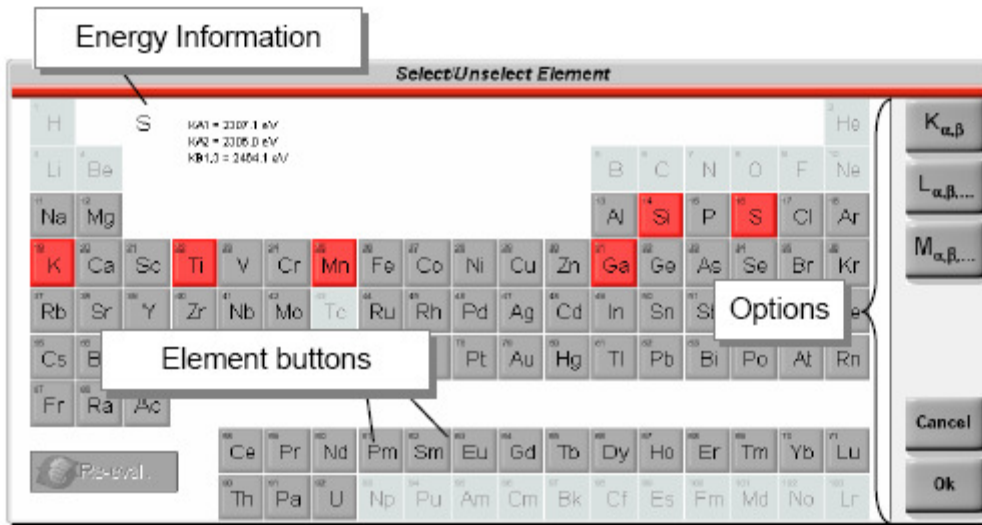 Energy Information
Select/Unselect Element
H S KA1 = 2307.1 eV He Kα,β
KA2 = 2306.0 eV
KB1,3 = 2464.1 eV
Li Be B C N O F Ne
Lα,β,...
Na Mg Al Si P S Cl Ar
K Ca Sc Ti V Cr Mn Fe Co Ni Cu Zn Ga Ge As Se Br Kr
Mα,β,...
Rb Sr Y Zr Nb Mo Tc Ru Rh Pd Ag Cd In Sn Options
Cs Element buttons Pt Au Hg Tl Pb Bi Po At Rn
Fr Ra Ac
Cancel
Ce Pr Nd Pm Sm Eu Gd Tb Dy Ho Er Tm Yb Lu
Re-eval.
Th Pa U Np Pu Am Cm Bk Cf Es Fm Md No Lr
Ok